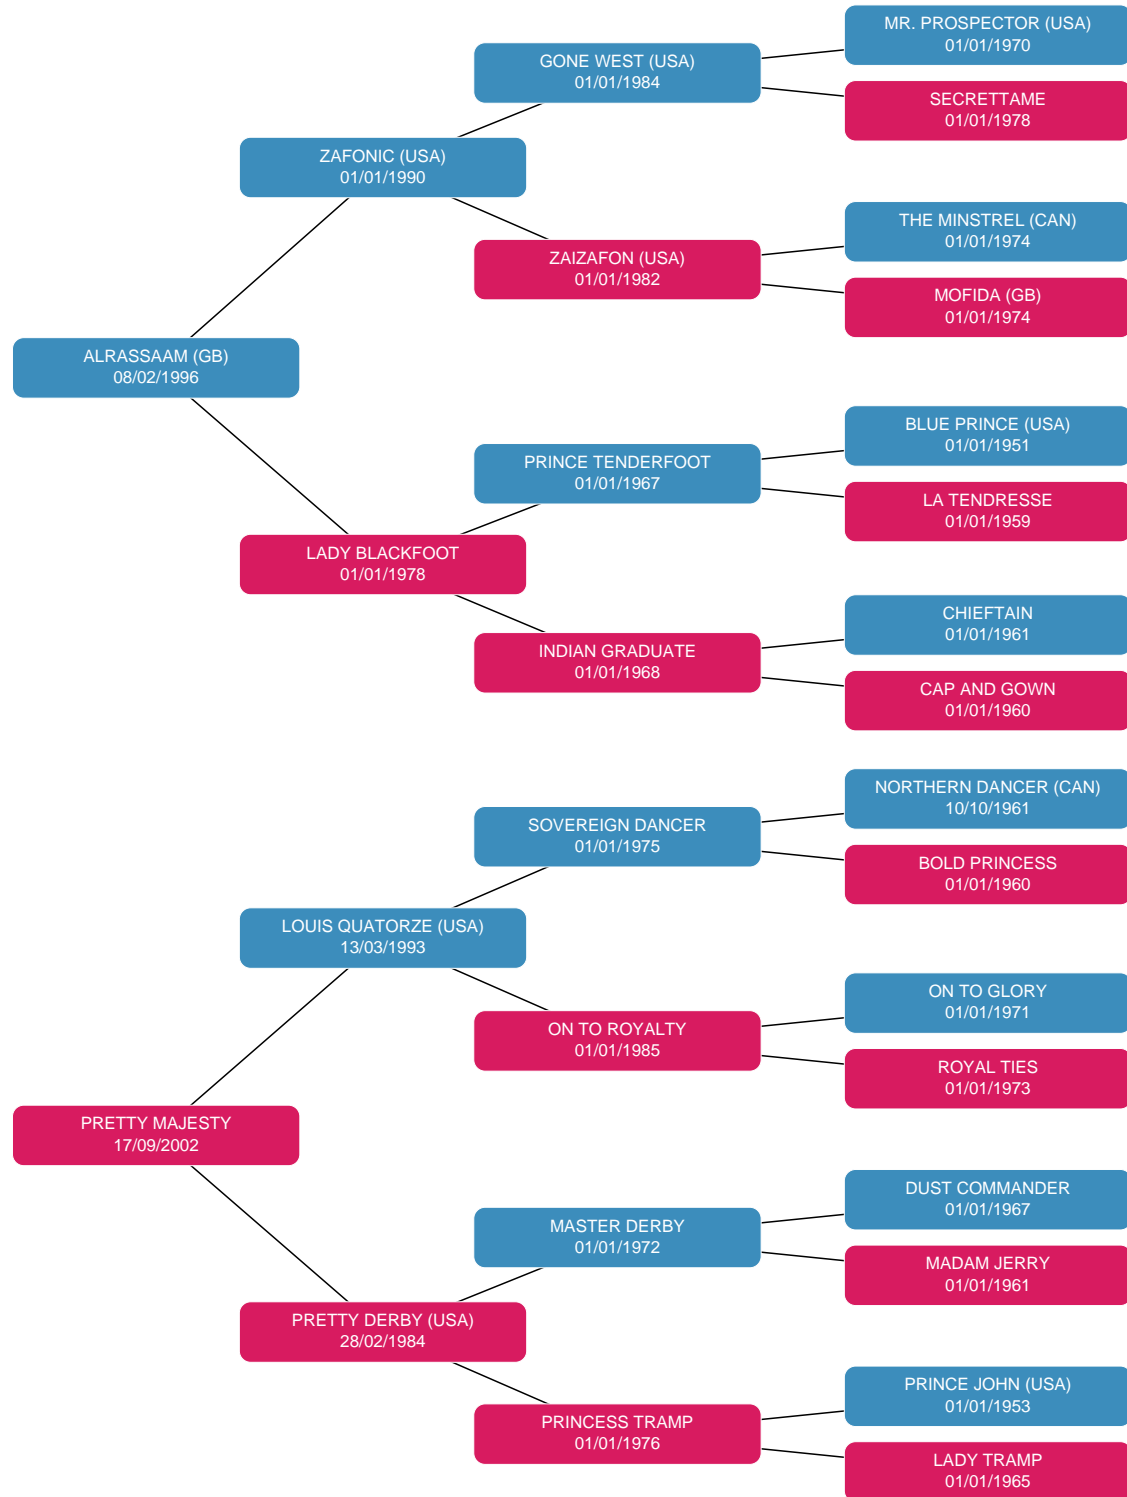 MR. PROSPECTOR (USA)
01/01/1970
GONE WEST (USA)
01/01/1984
SECRETTAME
01/01/1978
ZAFONIC (USA)
01/01/1990
THE MINSTREL (CAN)
01/01/1974
ZAIZAFON (USA)
01/01/1982
MOFIDA (GB)
01/01/1974
ALRASSAAM (GB)
08/02/1996
BLUE PRINCE (USA)
01/01/1951
PRINCE TENDERFOOT
01/01/1967
LA TENDRESSE
01/01/1959
LADY BLACKFOOT
01/01/1978
CHIEFTAIN
01/01/1961
INDIAN GRADUATE
01/01/1968
CAP AND GOWN
01/01/1960
NORTHERN DANCER (CAN)
10/10/1961
SOVEREIGN DANCER
01/01/1975
BOLD PRINCESS
01/01/1960
LOUIS QUATORZE (USA)
13/03/1993
ON TO GLORY
01/01/1971
ON TO ROYALTY
01/01/1985
ROYAL TIES
01/01/1973
PRETTY MAJESTY
17/09/2002
DUST COMMANDER
01/01/1967
MASTER DERBY
01/01/1972
MADAM JERRY
01/01/1961
PRETTY DERBY (USA)
28/02/1984
PRINCE JOHN (USA)
01/01/1953
PRINCESS TRAMP
01/01/1976
LADY TRAMP
01/01/1965